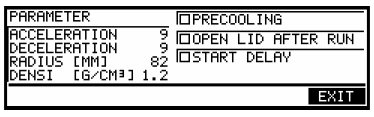 PARAMETER
ACCELERATION 9
DECELERATION 9
RADIUS [MM] 82
DENSI [G/CM³] 1.2
PRECOOLING
OPEN LID AFTER RUN
START DELAY
EXIT